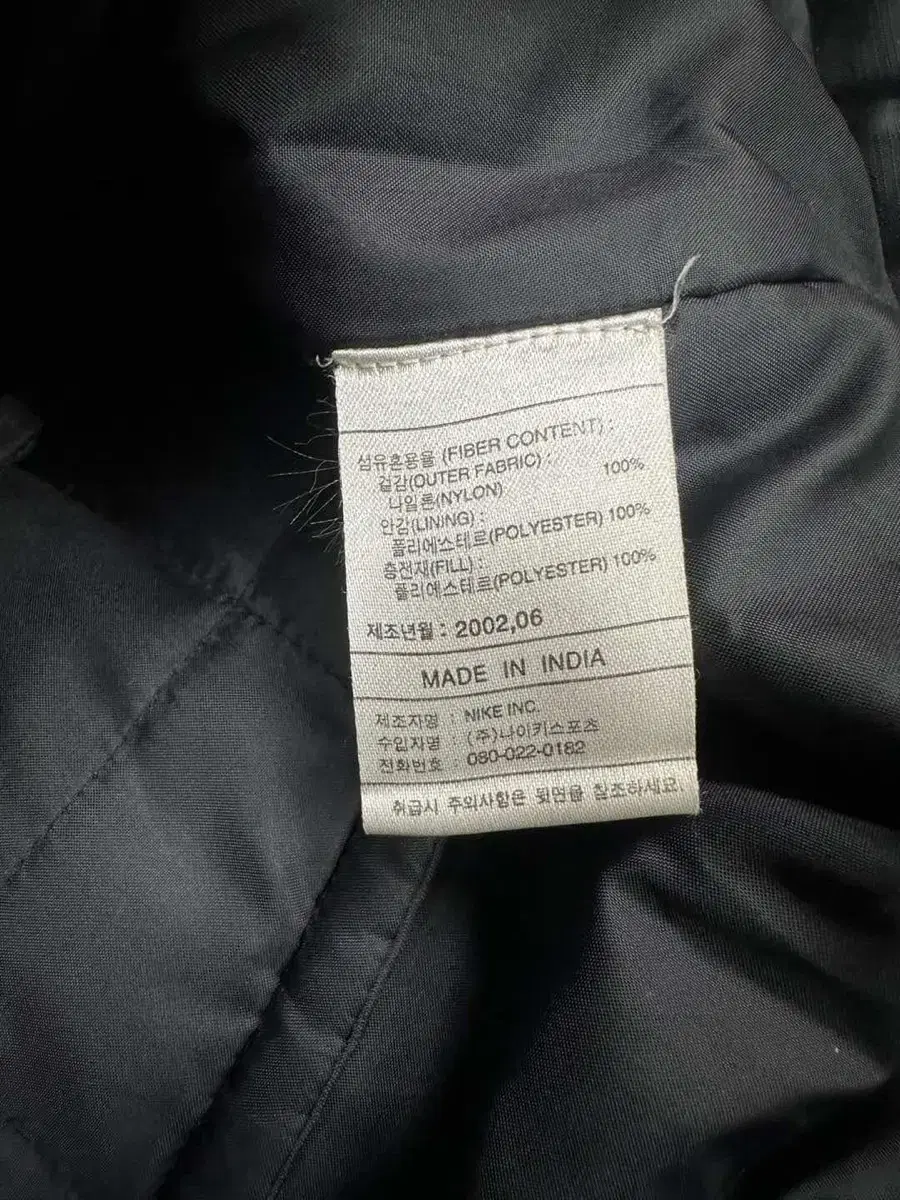 섬유혼용율 (FIBER CONTENT) :
겉감(OUTER FABRIC) :
나일론(NYLON) 100%
안감(LINING) :
폴리에스테르(POLYESTER) 100%
충전재(FILL) :
폴리에스테르(POLYESTER) 100%
제조년월 : 2002,06
MADE IN INDIA
제조자명 : NIKE INC.
수입자명 : (주)나이키스포츠
전화번호 : 080-022-0182
취급시 주의사항은 뒷면을 참조하세요.